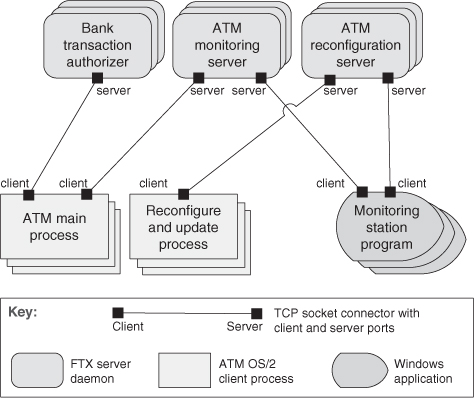 Bank
transaction
authorizer
ATM
monitoring
server
ATM
reconfiguration
server
server
server
server
server
server
client
client
client
client
client
ATM main
process
Reconfigure
and update
process
Monitoring
station
program
Key:
Client
Server
TCP socket connector with
client and server ports
FTX server
daemon
ATM OS/2
client process
Windows
application